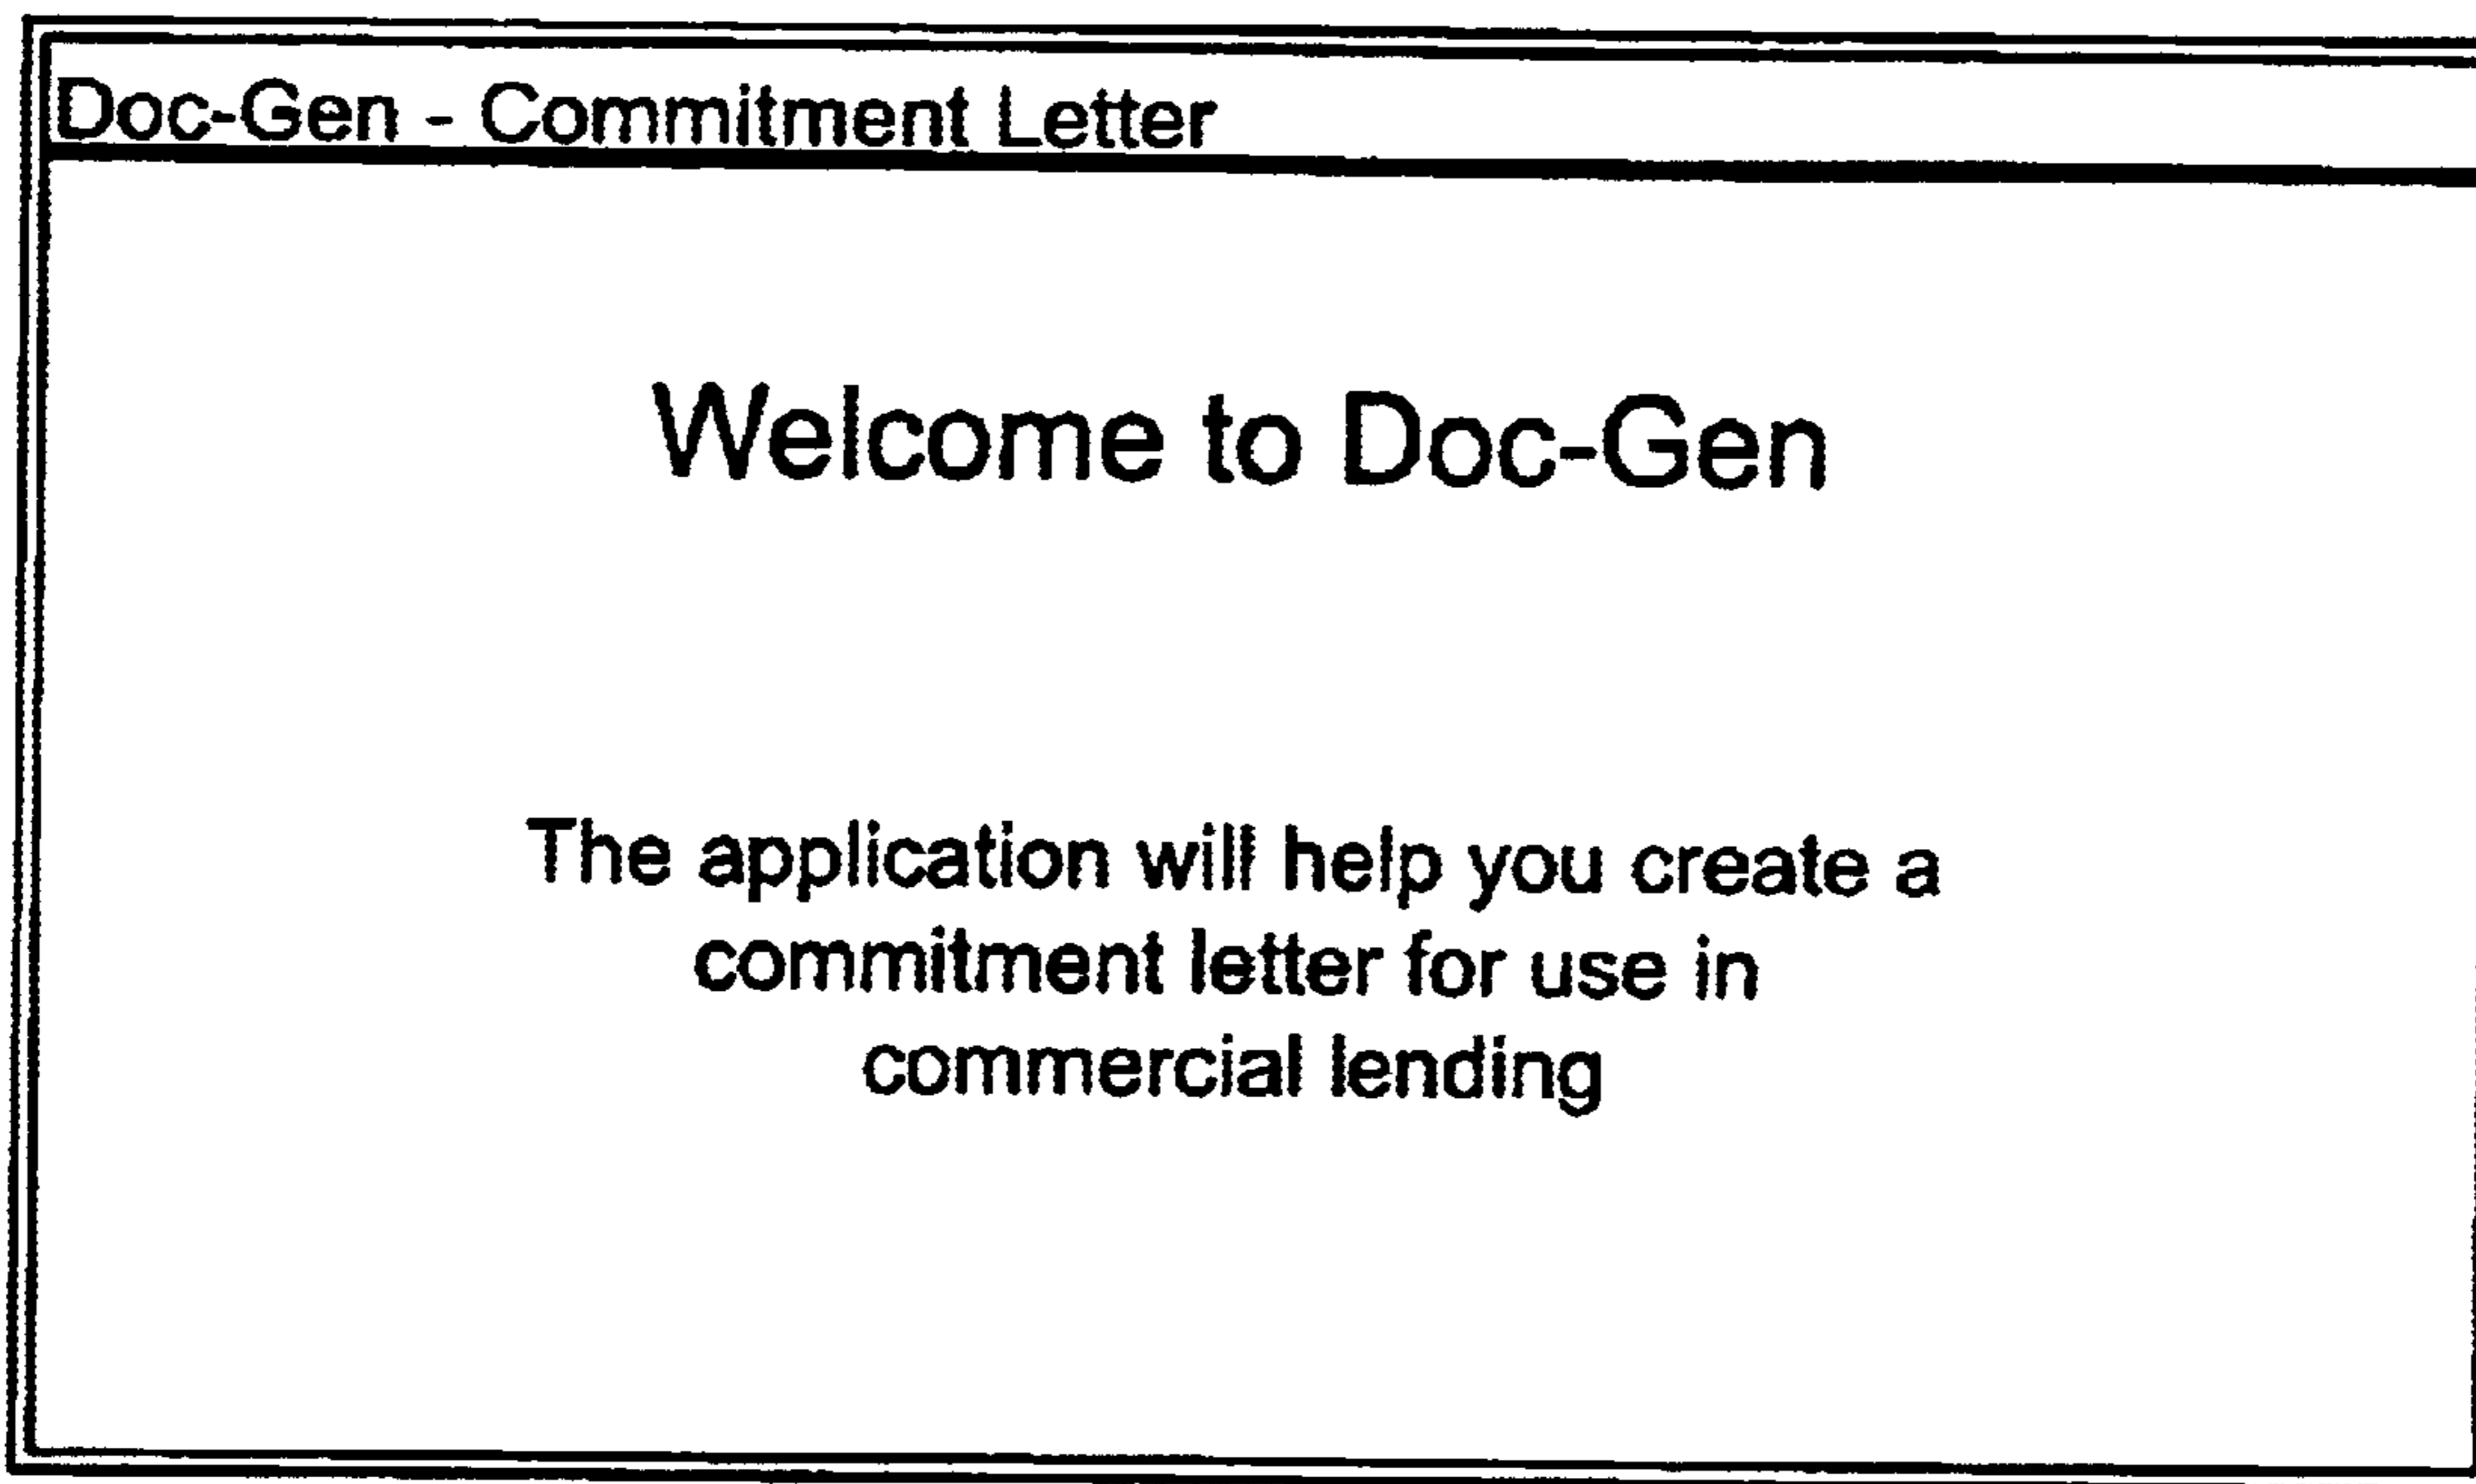 Doc-Gen - Commitment Letter
Welcome to Doc-Gen
The application will help you create a
commitment letter for use in
commercial lending